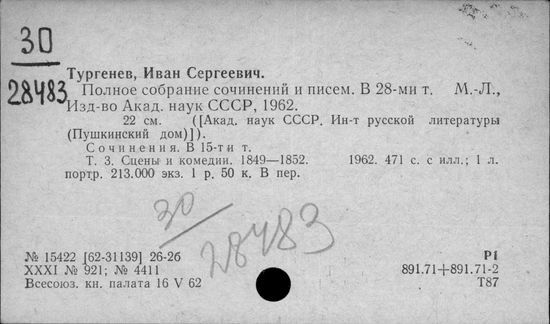 30
28483
Тургенев, Иван Сергеевич.
Полное собрание сочинений и писем. В 28-ми т. М.-Л.,
Изд-во Акад. наук СССР, 1962.
22 см. ([Акад. наук СССР. Ин-т русской литературы
(Пушкинский дом)]).
Сочинения. В 15-ти т.
Т. 3. Сцены и комедии. 1849—1852. 1962. 471 с. с илл.; 1 л.
портр. 213.000 экз. 1 р. 50 к. В пер.
30
28483
№ 15422 [62-31139] 26-2б Р1
XXXI № 921; № 4411 891.71+891.71-2
Всесоюз. кн. палата 16 V 62 Т87